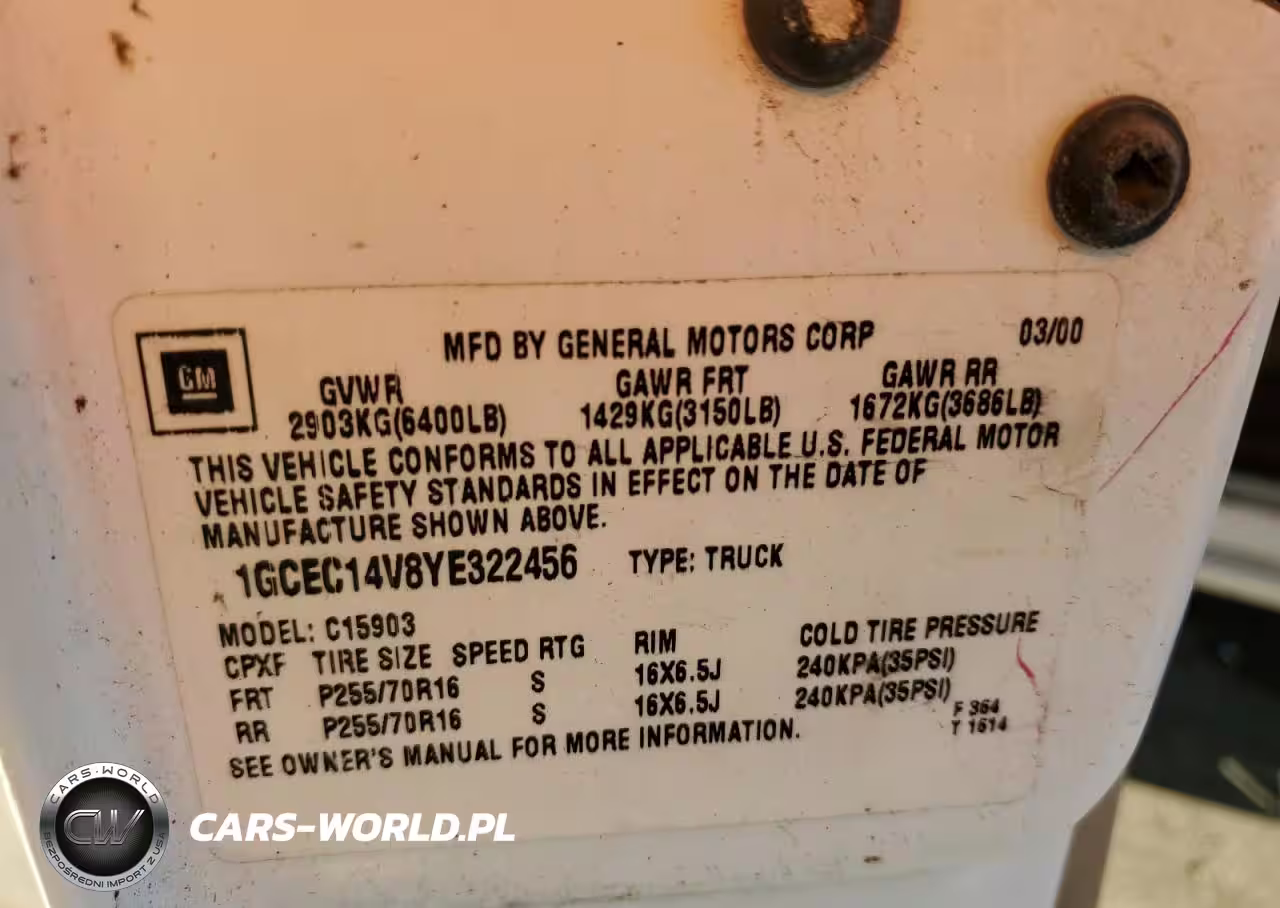 MFD BY GENERAL MOTORS CORP 03/00
GM
GVWR GAWR FRT GAWR RR
2903KG(6400LB) 1429KG(3150LB) 1672KG(3686LB)
THIS VEHICLE CONFORMS TO ALL APPLICABLE U.S. FEDERAL MOTOR
VEHICLE SAFETY STANDARDS IN EFFECT ON THE DATE OF
MANUFACTURE SHOWN ABOVE.
1GCEC14V8YE322456 TYPE: TRUCK
MODEL: C15903
CPXF TIRE SIZE SPEED RTG RIM COLD TIRE PRESSURE
FRT P255/70R16 S 16X6.5J 240KPA(35PSI)
RR P255/70R16 S 16X6.5J 240KPA(35PSI)
F 364
T 1614
SEE OWNER'S MANUAL FOR MORE INFORMATION.
CARS-WORLD
CW
BEZPOŚREDNI IMPORT Z USA
CARS-WORLD.PL